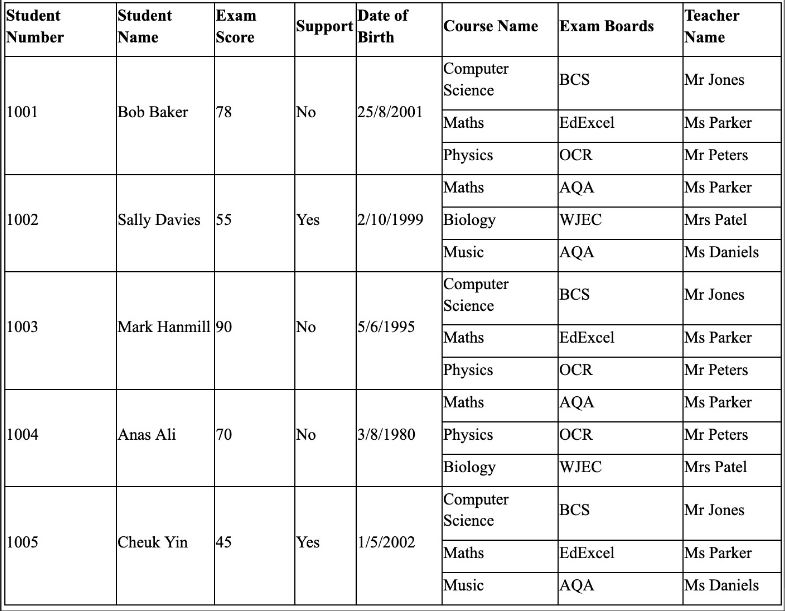 Student Number | Student Name | Exam Score | Support | Date of Birth | Course Name | Exam Boards | Teacher Name
1001 | Bob Baker | 78 | No | 25/8/2001 | Computer Science | BCS | Mr Jones
Maths | EdExcel | Ms Parker
Physics | OCR | Mr Peters
1002 | Sally Davies | 55 | Yes | 2/10/1999 | Maths | AQA | Ms Parker
Biology | WJEC | Mrs Patel
Music | AQA | Ms Daniels
1003 | Mark Hanmill | 90 | No | 5/6/1995 | Computer Science | BCS | Mr Jones
Maths | EdExcel | Ms Parker
Physics | OCR | Mr Peters
1004 | Anas Ali | 70 | No | 3/8/1980 | Maths | AQA | Ms Parker
Physics | OCR | Mr Peters
Biology | WJEC | Mrs Patel
1005 | Cheuk Yin | 45 | Yes | 1/5/2002 | Computer Science | BCS | Mr Jones
Maths | EdExcel | Ms Parker
Music | AQA | Ms Daniels